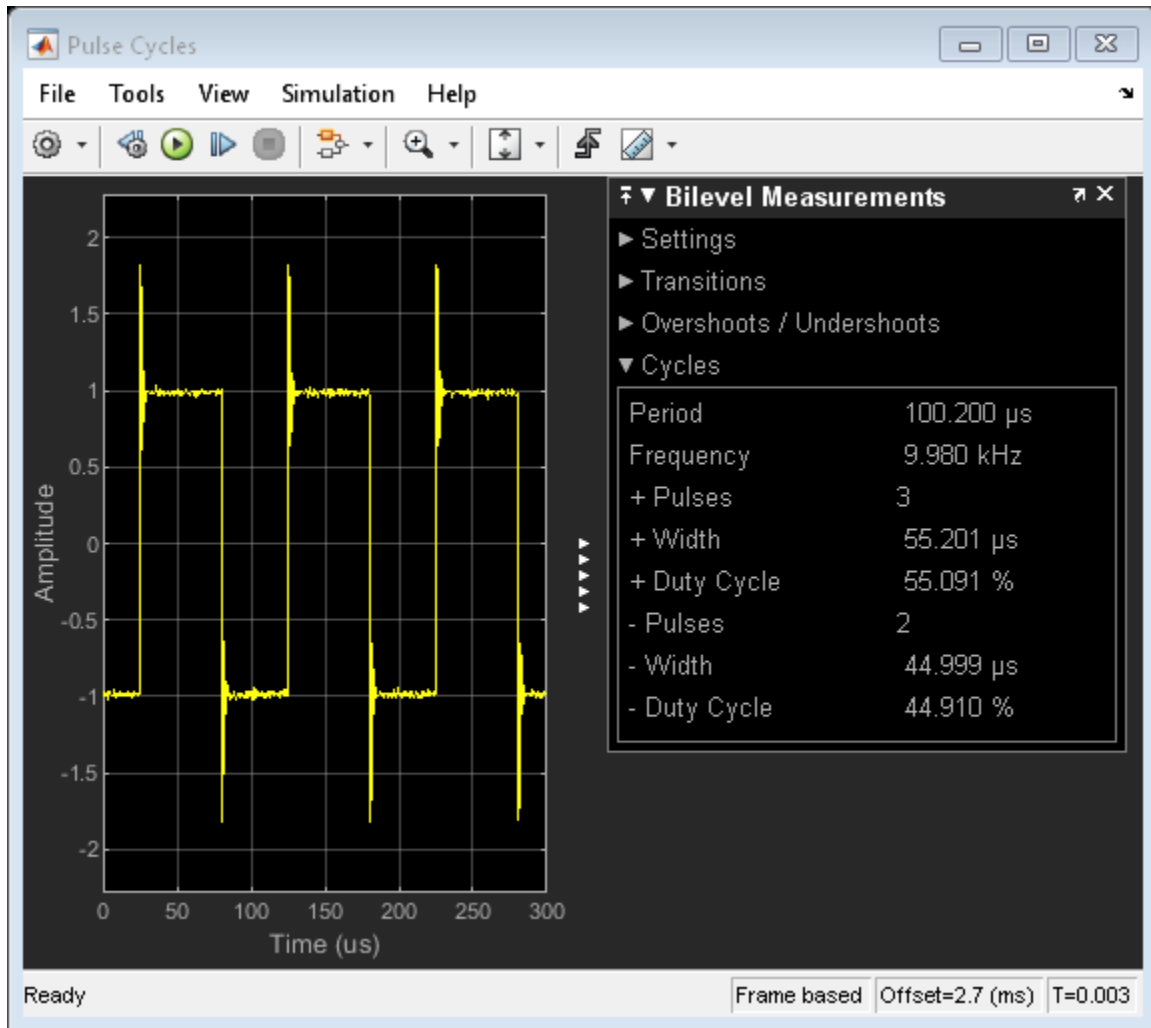 Pulse Cycles
File Tools View Simulation Help
Bilevel Measurements
Settings
Transitions
Overshoots / Undershoots
Cycles
Period 100.200 µs
Frequency 9.980 kHz
+ Pulses 3
+ Width 55.201 µs
+ Duty Cycle 55.091 %
- Pulses 2
- Width 44.999 µs
- Duty Cycle 44.910 %
Amplitude
2
1.5
1
0.5
0
-0.5
-1
-1.5
-2
0 50 100 150 200 250 300
Time (us)
Ready Frame based Offset=2.7 (ms) T=0.003